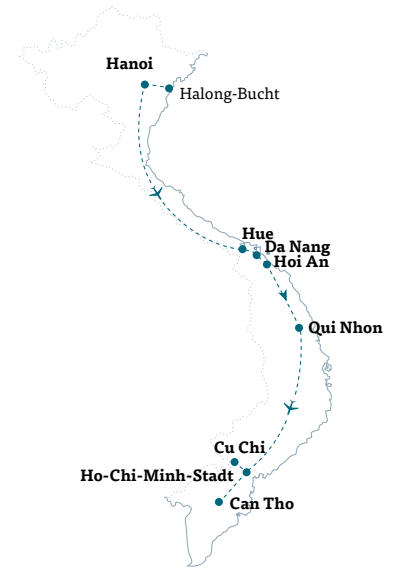 Hanoi
Halong-Bucht
Hue
Da Nang
Hoi An
Qui Nhon
Cu Chi
Ho-Chi-Minh-Stadt
Can Tho